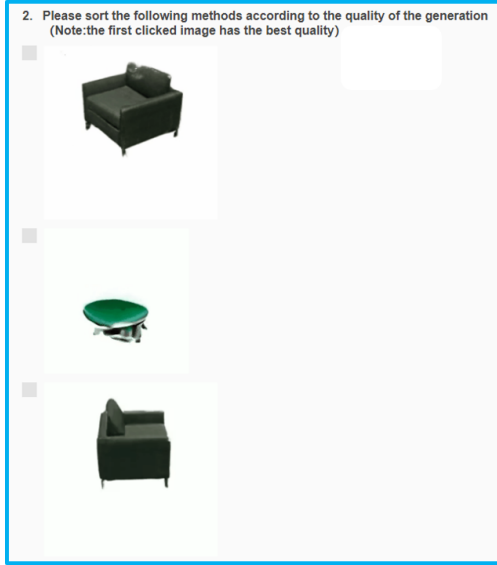 2. Please sort the following methods according to the quality of the generation
(Note:the first clicked image has the best quality)